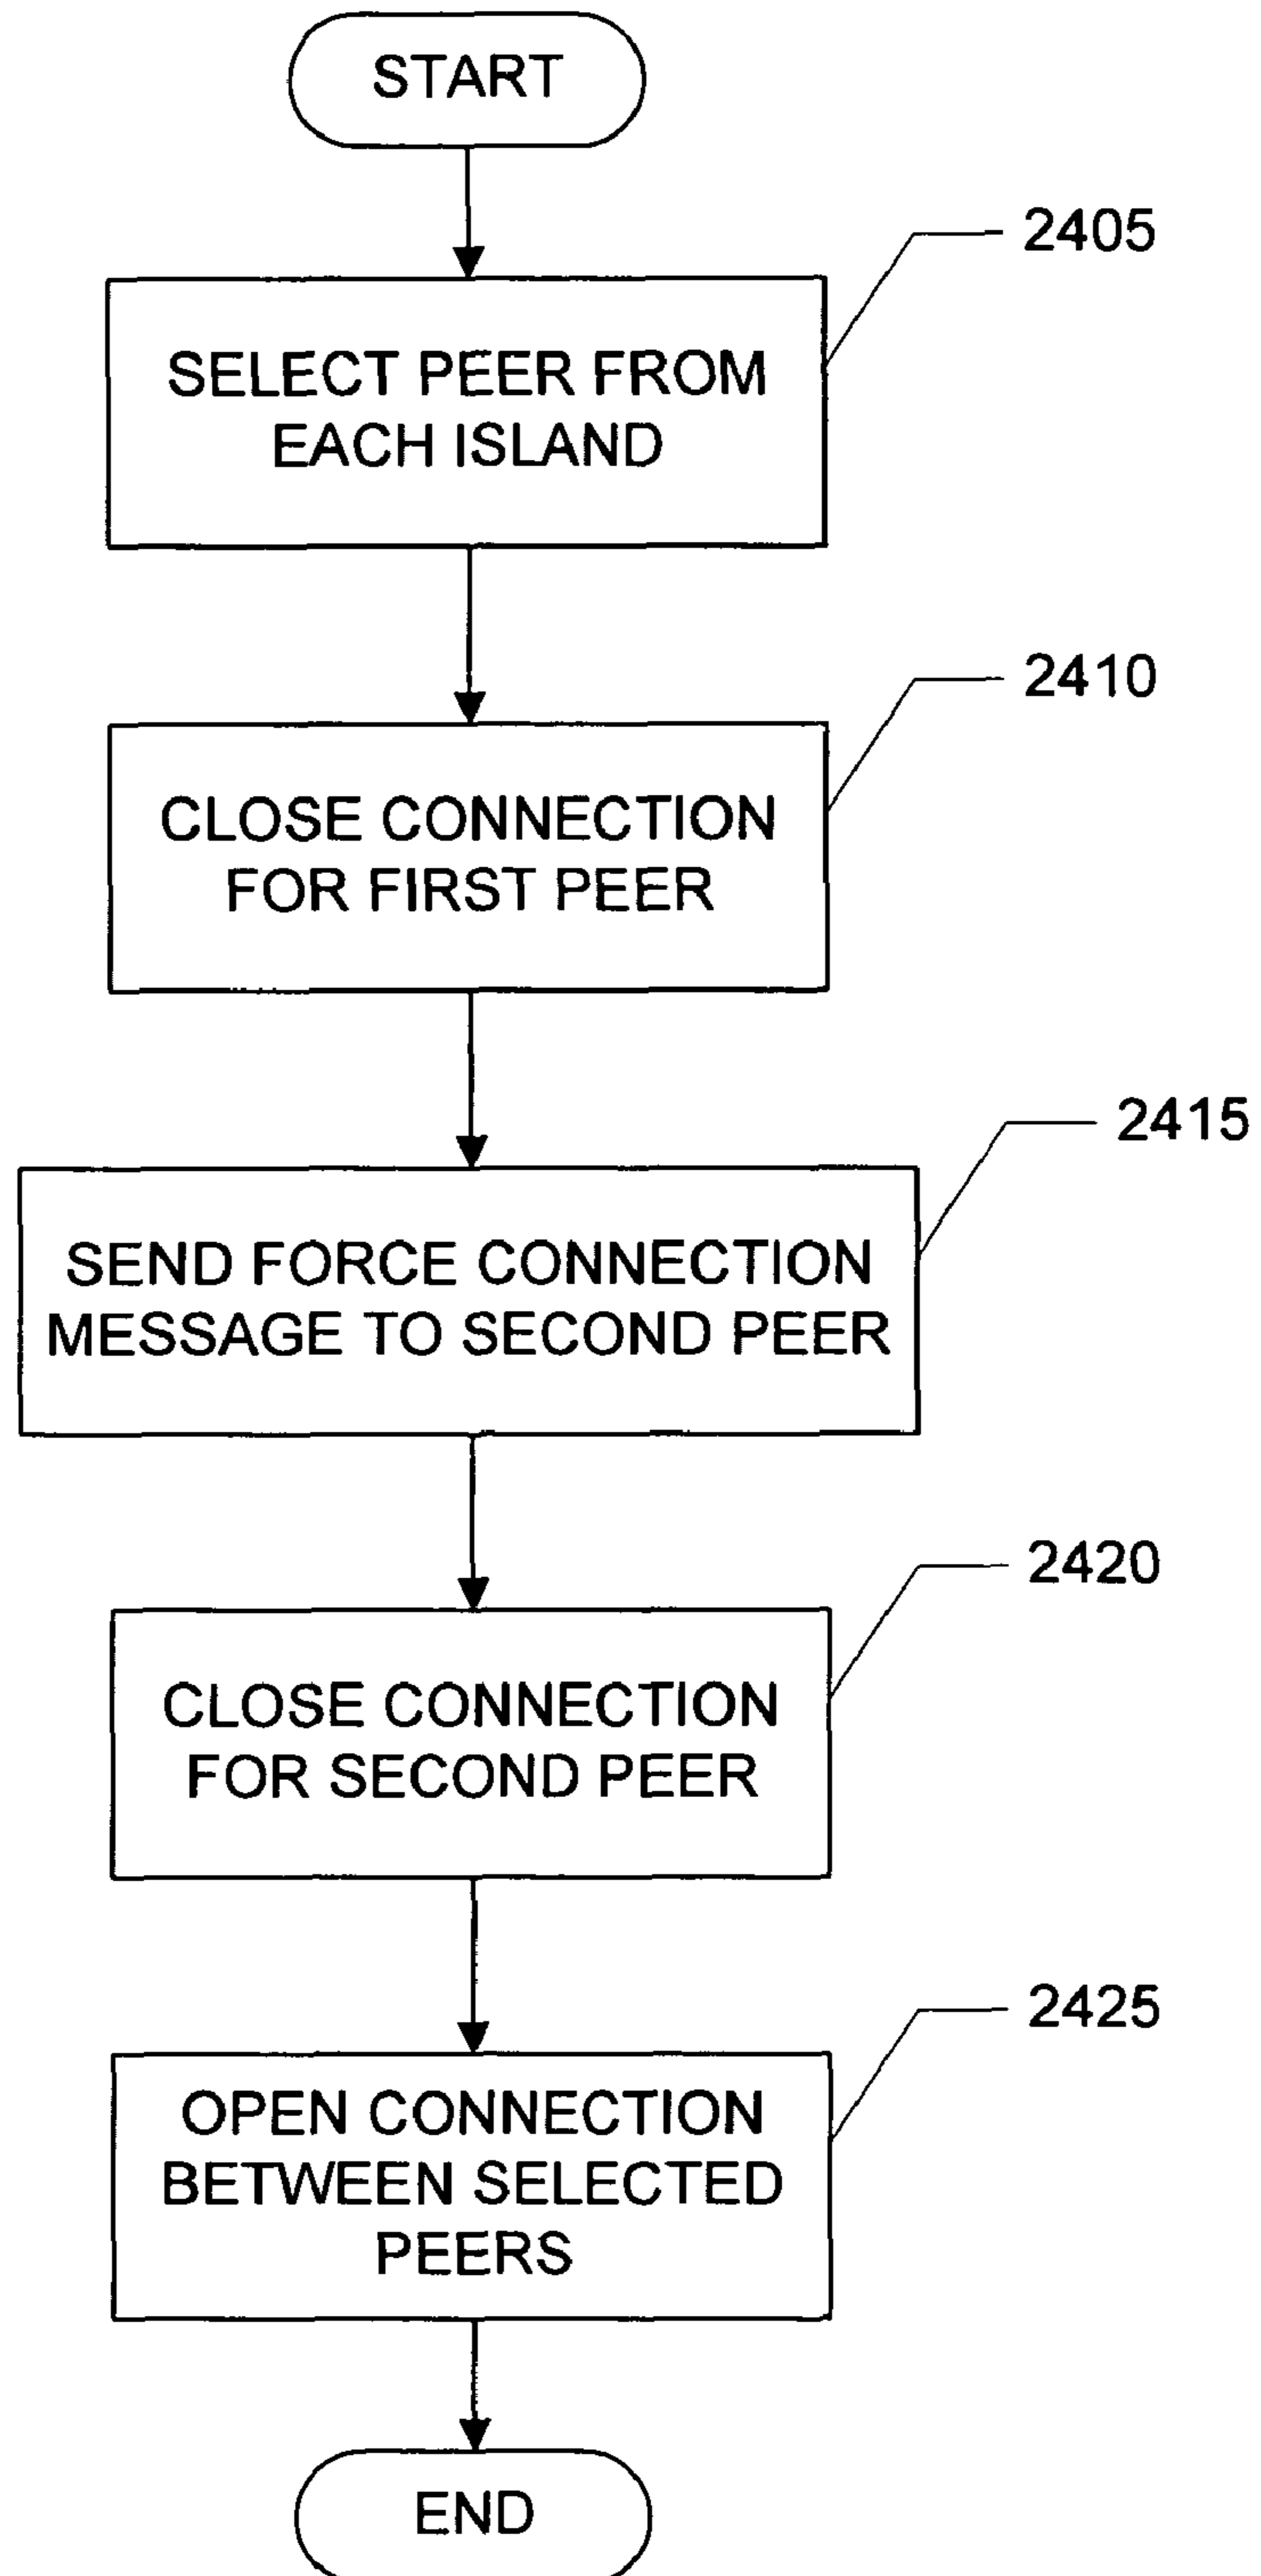 START
2405
SELECT PEER FROM
EACH ISLAND
2410
CLOSE CONNECTION
FOR FIRST PEER
2415
SEND FORCE CONNECTION
MESSAGE TO SECOND PEER
2420
CLOSE CONNECTION
FOR SECOND PEER
2425
OPEN CONNECTION
BETWEEN SELECTED
PEERS
END